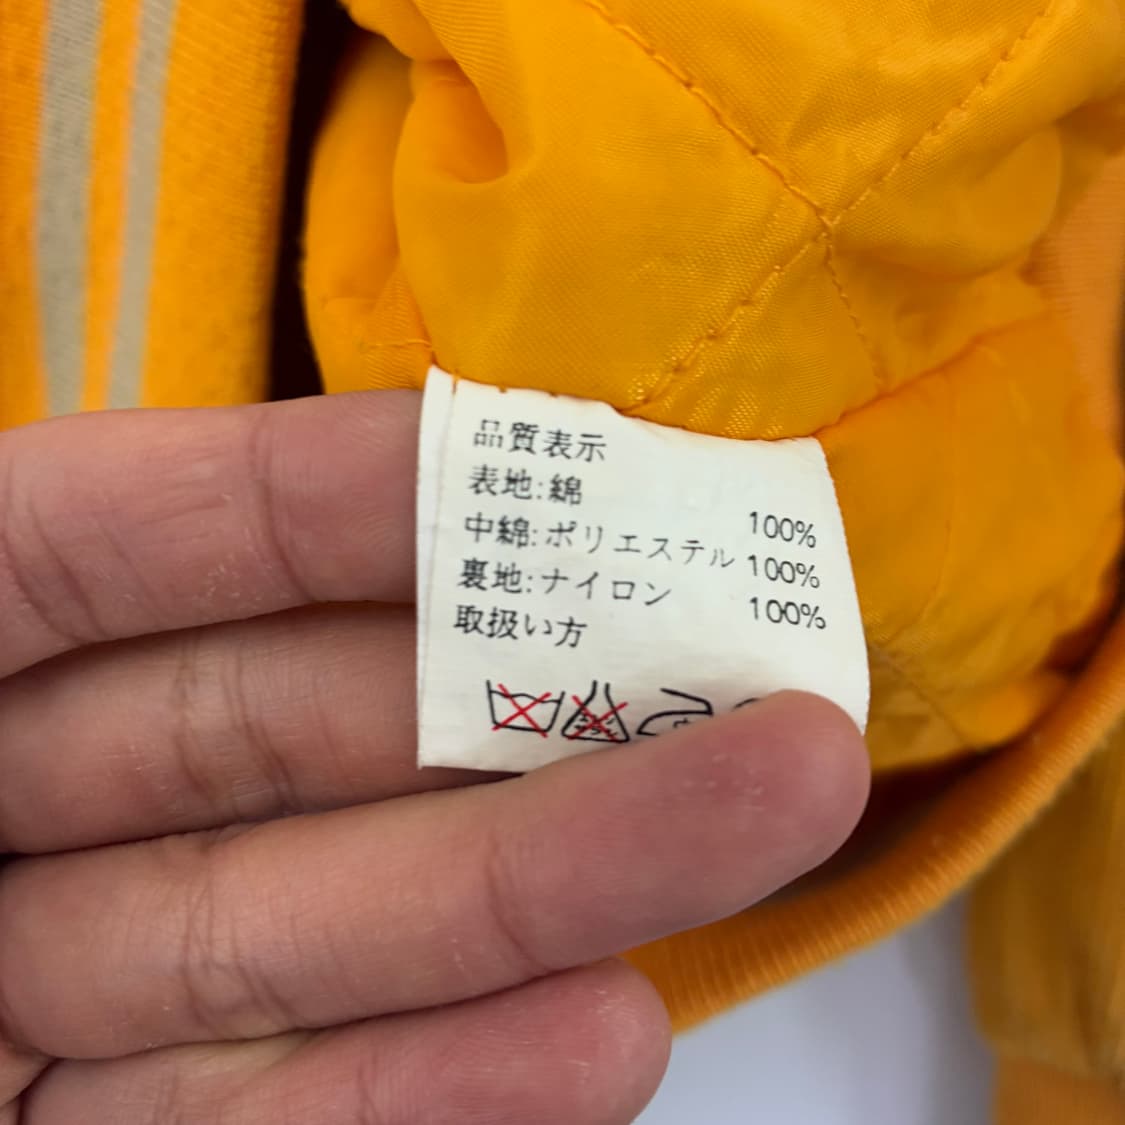 品質表示
表地:綿 100%
中綿:ポリエステル 100%
裏地:ナイロン 100%
取扱い方